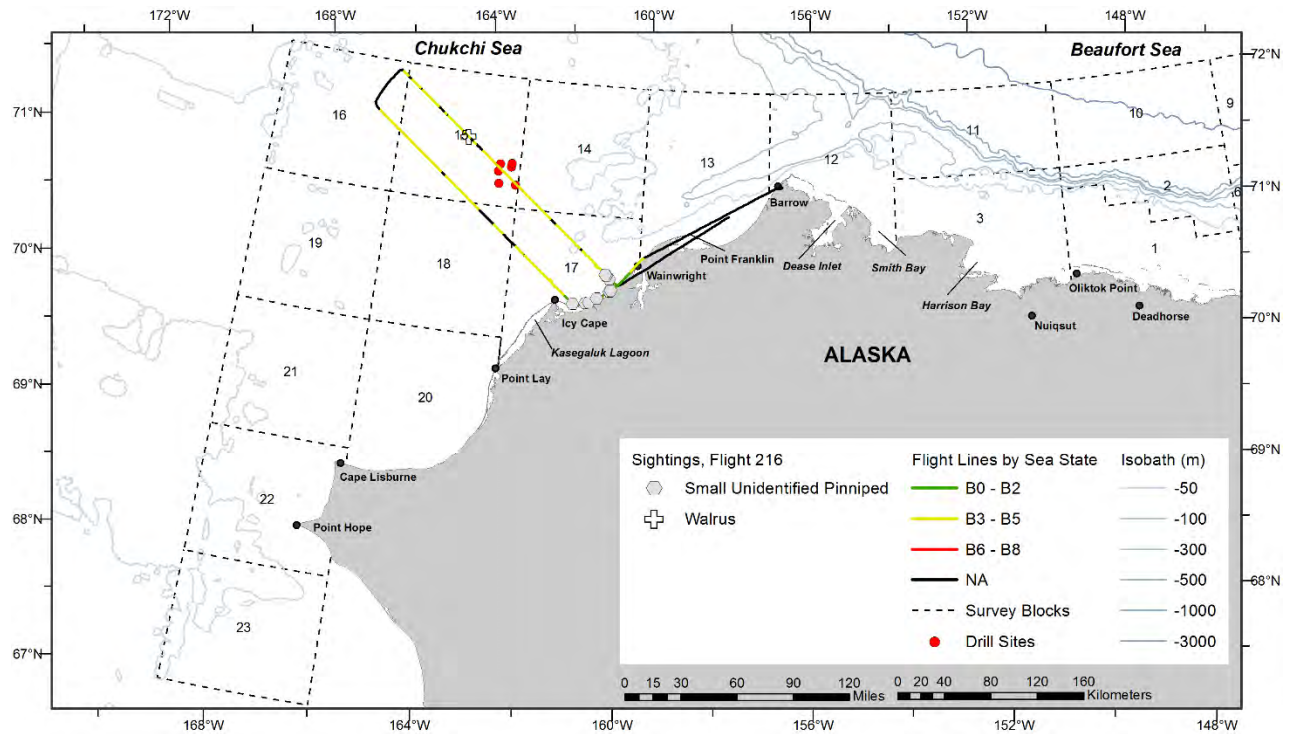 172°W 168°W 164°W 160°W 156°W 152°W 148°W
Chukchi Sea Beaufort Sea
72°N
71°N 16 15 14 13 12 11 10 9
71°N
Barrow
2 6
3 1
19 18 17
70°N
Wainwright Point Franklin Dease Inlet Smith Bay
Harrison Bay Oliktok Point
Icy Cape Nuiqsut Deadhorse 70°N
Kasegaluk Lagoon
ALASKA
69°N 21 20 Point Lay
69°N
Cape Lisburne
22
68°N Point Hope
68°N
23
67°N
Sightings, Flight 216
Small Unidentified Pinniped
Walrus
Flight Lines by Sea State
B0 - B2
B3 - B5
B6 - B8
NA
Survey Blocks
Drill Sites
Isobath (m)
-50
-100
-300
-500
-1000
-3000
0 15 30 60 90 120 Miles
0 20 40 80 120 160 Kilometers
168°W 164°W 160°W 156°W 152°W 148°W